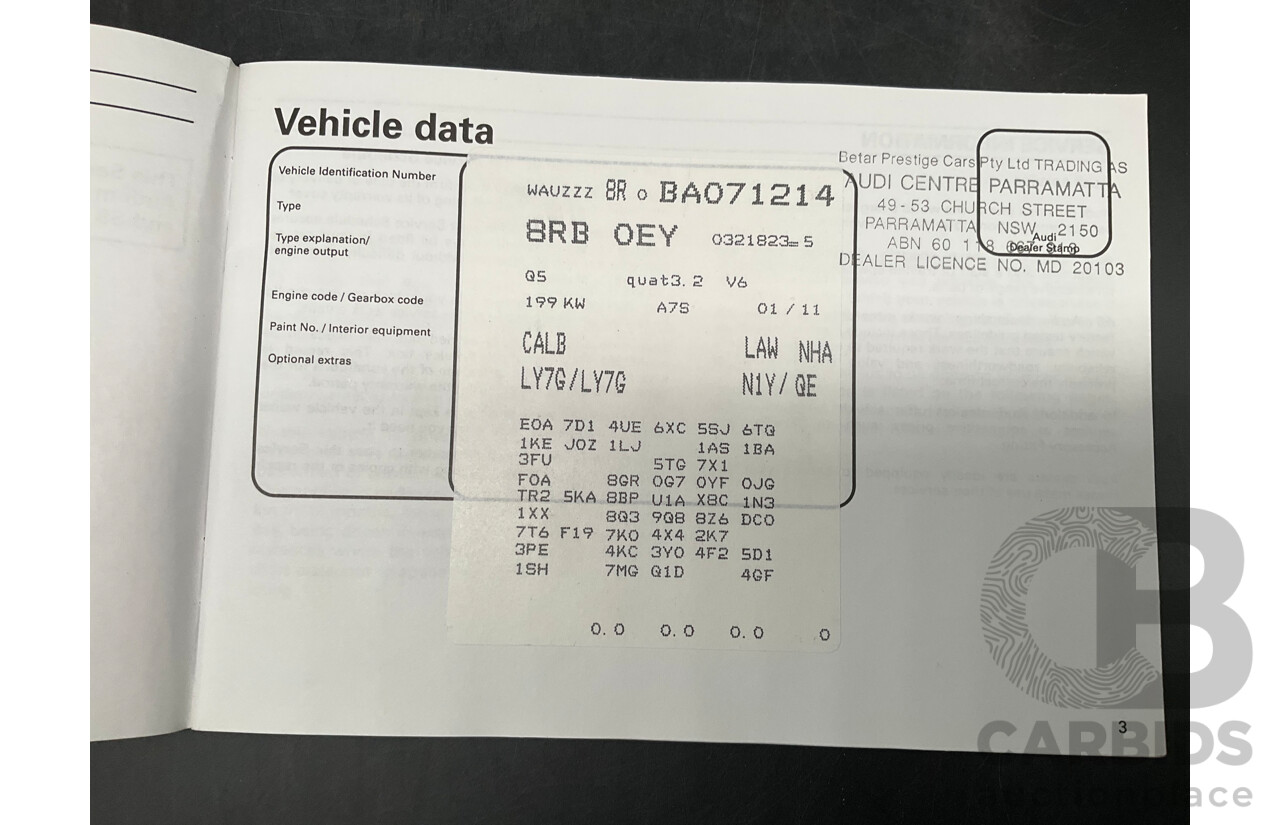 Vehicle data
Vehicle Identification Number
Type
Type explanation/
engine output
Engine code / Gearbox code
Paint No. / Interior equipment
Optional extras
WAUZZZ 8R 0 BA071214
8RB 0EY 0321823=5
Q5 quat3.2 V6
199 KW A7S 01 / 11
CALB LAW NHA
LY7G/LY7G N1Y/ QE
E0A 7D1 4UE 6XC 5SJ 6TQ
1KE J0Z 1LJ 1AS 1BA
3FU 5TG 7X1
F0A 8GR 0G7 0YF 0JG
TR2 5KA 8BP U1A X8C 1N3
1XX 8Q3 9Q8 8Z6 DC0
7T6 F19 7K0 4X4 2K7
3PE 4KC 3Y0 4F2 5D1
1SH 7MG Q1D 4GF
0.0 0.0 0.0 0
Betar Prestige Cars Pty Ltd TRADING AS
AUDI CENTRE PARRAMATTA
49 - 53 CHURCH STREET
PARRAMATTA NSW 2150
ABN 60 118
DEALER LICENCE NO. MD 20103
Audi
Dealer Stamp
3
CB
CARBIDS